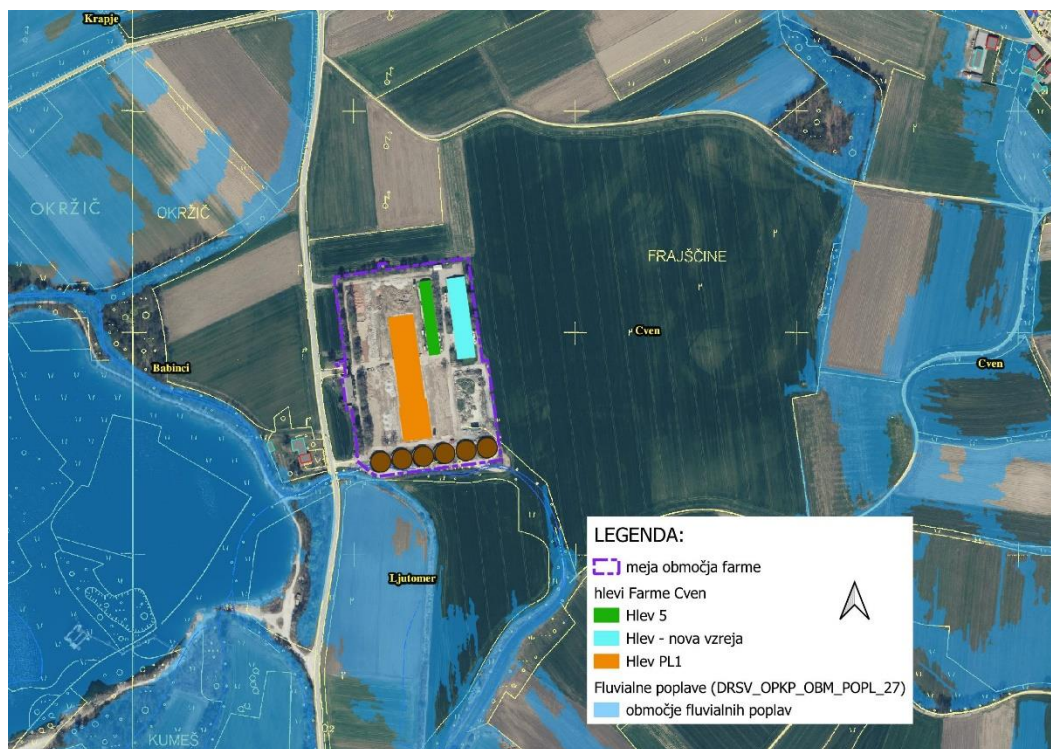 Krapje
OKRŽIČ
OKRŽIČ
FRAJŠČINE
Cven
Babinci
Cven
Ljutomer
KUMEŠ
LEGENDA:
meja območja farme
hlevi Farme Cven
Hlev 5
Hlev - nova vzreja
Hlev PL1
Fluvialne poplave (DRSV_OPKP_OBM_POPL_27)
območje fluvialnih poplav